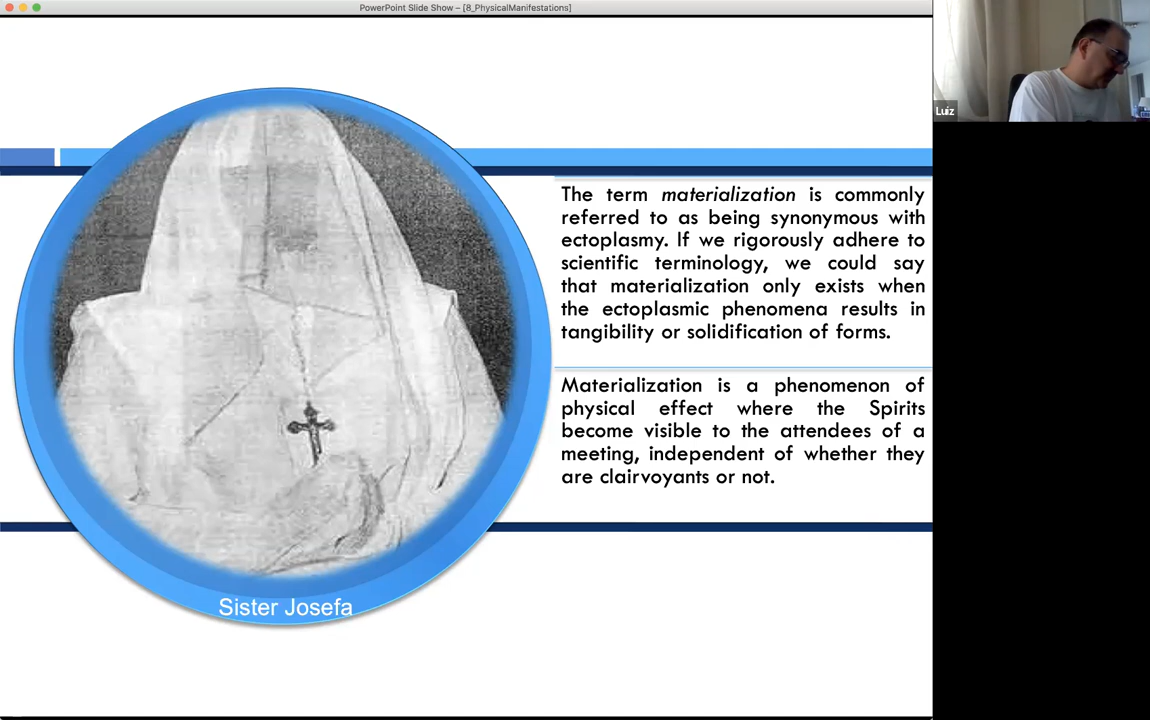 PowerPoint Slide Show – [8_PhysicalManifestations]
Luiz
The term materialization is commonly
referred to as being synonymous with
ectoplasmy. If we rigorously adhere to
scientific terminology, we could say
that materialization only exists when
the ectoplasmic phenomena results in
tangibility or solidification of forms.
Materialization is a phenomenon of
physical effect where the Spirits
become visible to the attendees of a
meeting, independent of whether they
are clairvoyants or not.
Sister Josefa